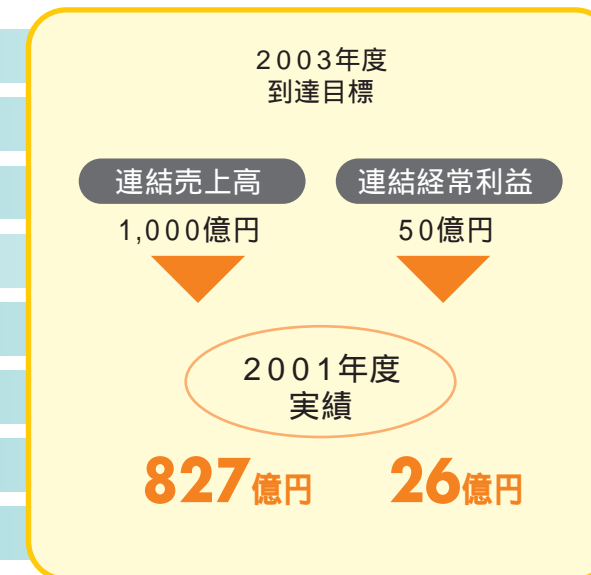 2003年度
到達目標
連結売上高 連結経常利益
1,000億円 50億円
2001年度
実績
827億円 26億円